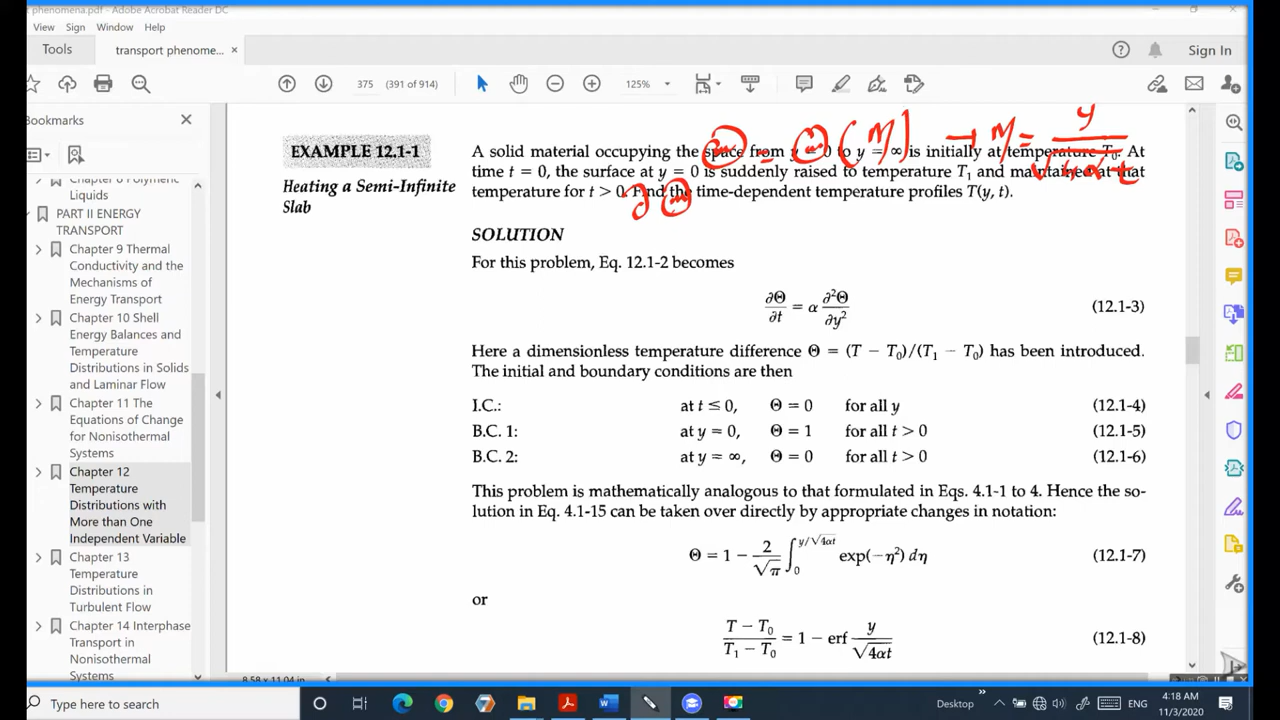 phenomena.pdf - Adobe Acrobat Reader DC
View Sign Window Help
Tools transport phenome... × Sign In
375 (391 of 914) 125%
Bookmarks ×
Chapter 6 Polymeric
Liquids
PART II ENERGY
TRANSPORT
Chapter 9 Thermal
Conductivity and the
Mechanisms of
Energy Transport
Chapter 10 Shell
Energy Balances and
Temperature
Distributions in Solids
and Laminar Flow
Chapter 11 The
Equations of Change
for Nonisothermal
Systems
Chapter 12
Temperature
Distributions with
More than One
Independent Variable
Chapter 13
Temperature
Distributions in
Turbulent Flow
Chapter 14 Interphase
Transport in
Nonisothermal
Systems
Θ = Θ (η) → η = y / √4αt
∂Θ
EXAMPLE 12.1-1
Heating a Semi-Infinite
Slab
A solid material occupying the space from y = 0 to y = ∞ is initially at temperature T₀. At
time t = 0, the surface at y = 0 is suddenly raised to temperature T₁ and maintained at that
temperature for t > 0. Find the time-dependent temperature profiles T(y, t).
SOLUTION
For this problem, Eq. 12.1-2 becomes
∂Θ/∂t = α ∂²Θ/∂y² (12.1-3)
Here a dimensionless temperature difference Θ = (T − T₀)/(T₁ − T₀) has been introduced.
The initial and boundary conditions are then
I.C.: at t ≤ 0, Θ = 0 for all y (12.1-4)
B.C. 1: at y = 0, Θ = 1 for all t > 0 (12.1-5)
B.C. 2: at y = ∞, Θ = 0 for all t > 0 (12.1-6)
This problem is mathematically analogous to that formulated in Eqs. 4.1-1 to 4. Hence the so-
lution in Eq. 4.1-15 can be taken over directly by appropriate changes in notation:
Θ = 1 − 2/√π ∫₀^(y/√4αt) exp(−η²) dη (12.1-7)
or
(T − T₀)/(T₁ − T₀) = 1 − erf y/√4αt (12.1-8)
8.58 x 11.04 in
Type here to search
Desktop
ENG
4:18 AM
11/3/2020